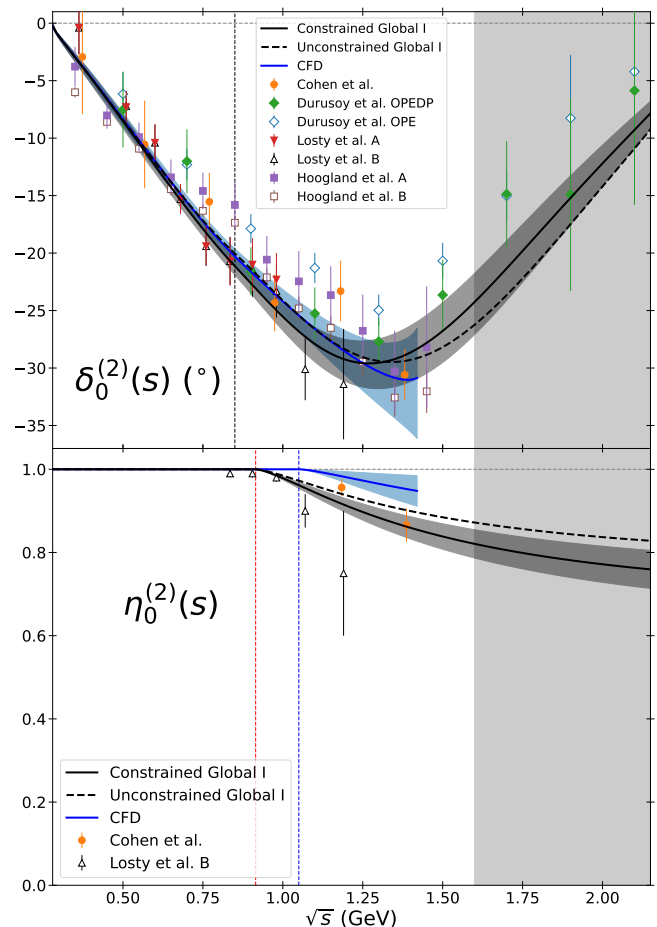 0
−5
−10
−15
−20
−25
−30
−35
Constrained Global I
Unconstrained Global I
CFD
Cohen et al.
Durusoy et al. OPEDP
Durusoy et al. OPE
Losty et al. A
Losty et al. B
Hoogland et al. A
Hoogland et al. B
δ₀⁽²⁾(s) (°)
1.0
0.8
0.6
0.4
0.2
0.0
η₀⁽²⁾(s)
Constrained Global I
Unconstrained Global I
CFD
Cohen et al.
Losty et al. B
0.50 0.75 1.00 1.25 1.50 1.75 2.00
√s (GeV)